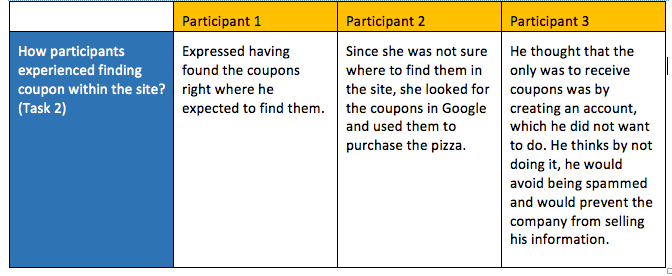 Participant 1
Participant 2
Participant 3
How participants
experienced finding
coupon within the site?
(Task 2)
Expressed having
found the coupons
right where he
expected to find them.
Since she was not sure
where to find them in
the site, she looked for
the coupons in Google
and used them to
purchase the pizza.
He thought that the
only was to receive
coupons was by
creating an account,
which he did not want
to do. He thinks by not
doing it, he would
avoid being spammed
and would prevent the
company from selling
his information.